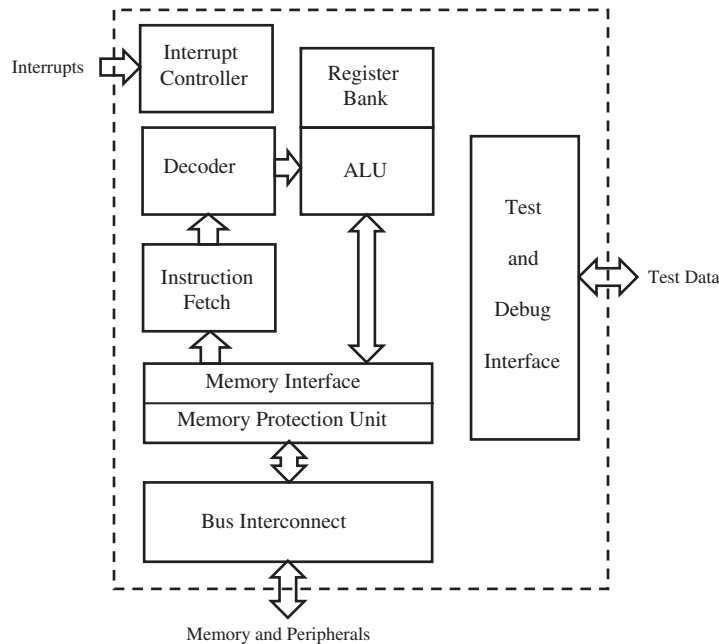 Interrupts
Interrupt
Controller
Register
Bank
Decoder
ALU
Instruction
Fetch
Memory Interface
Memory Protection Unit
Bus Interconnect
Test
and
Debug
Interface
Test Data
Memory and Peripherals